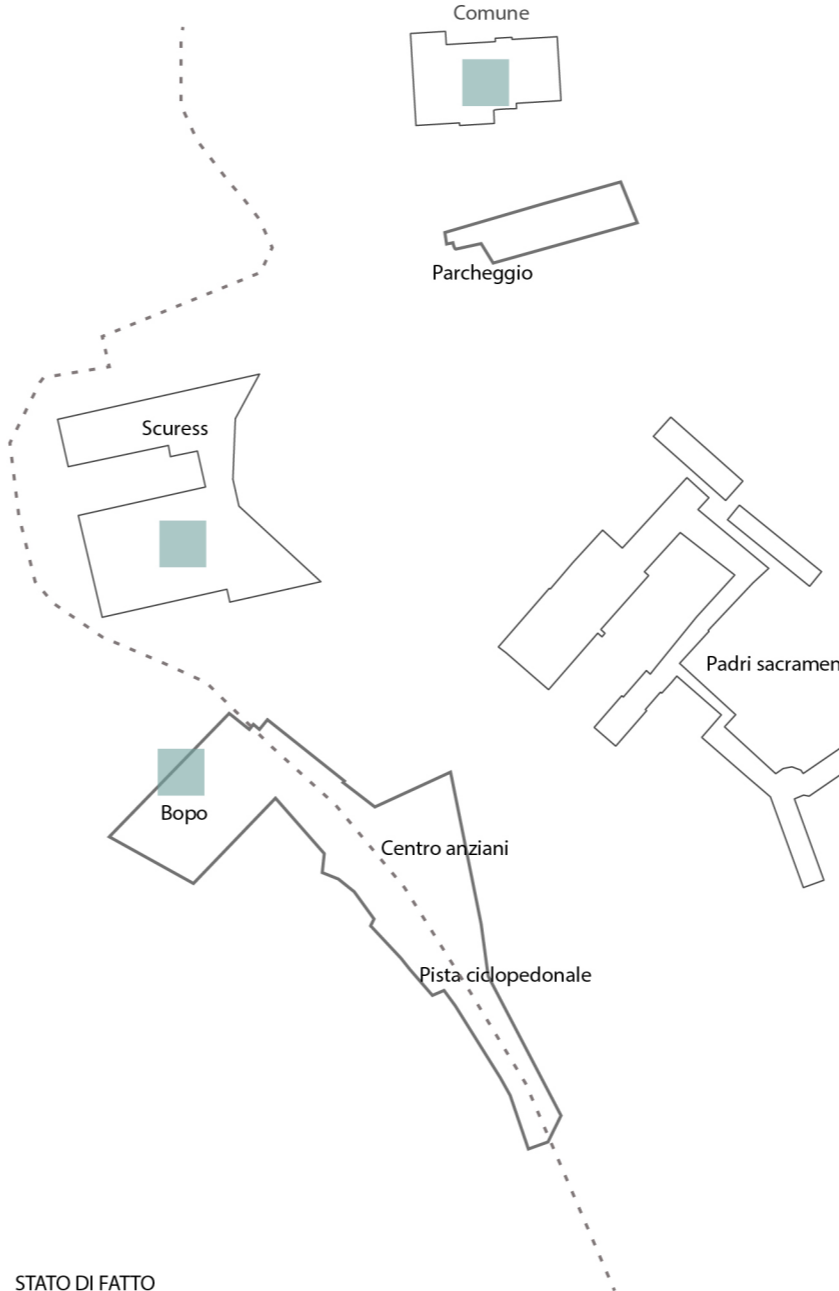 Comune
Parcheggio
Scuress
Padri sacramen
Bopo
Centro anziani
Pista ciclopedonale
STATO DI FATTO